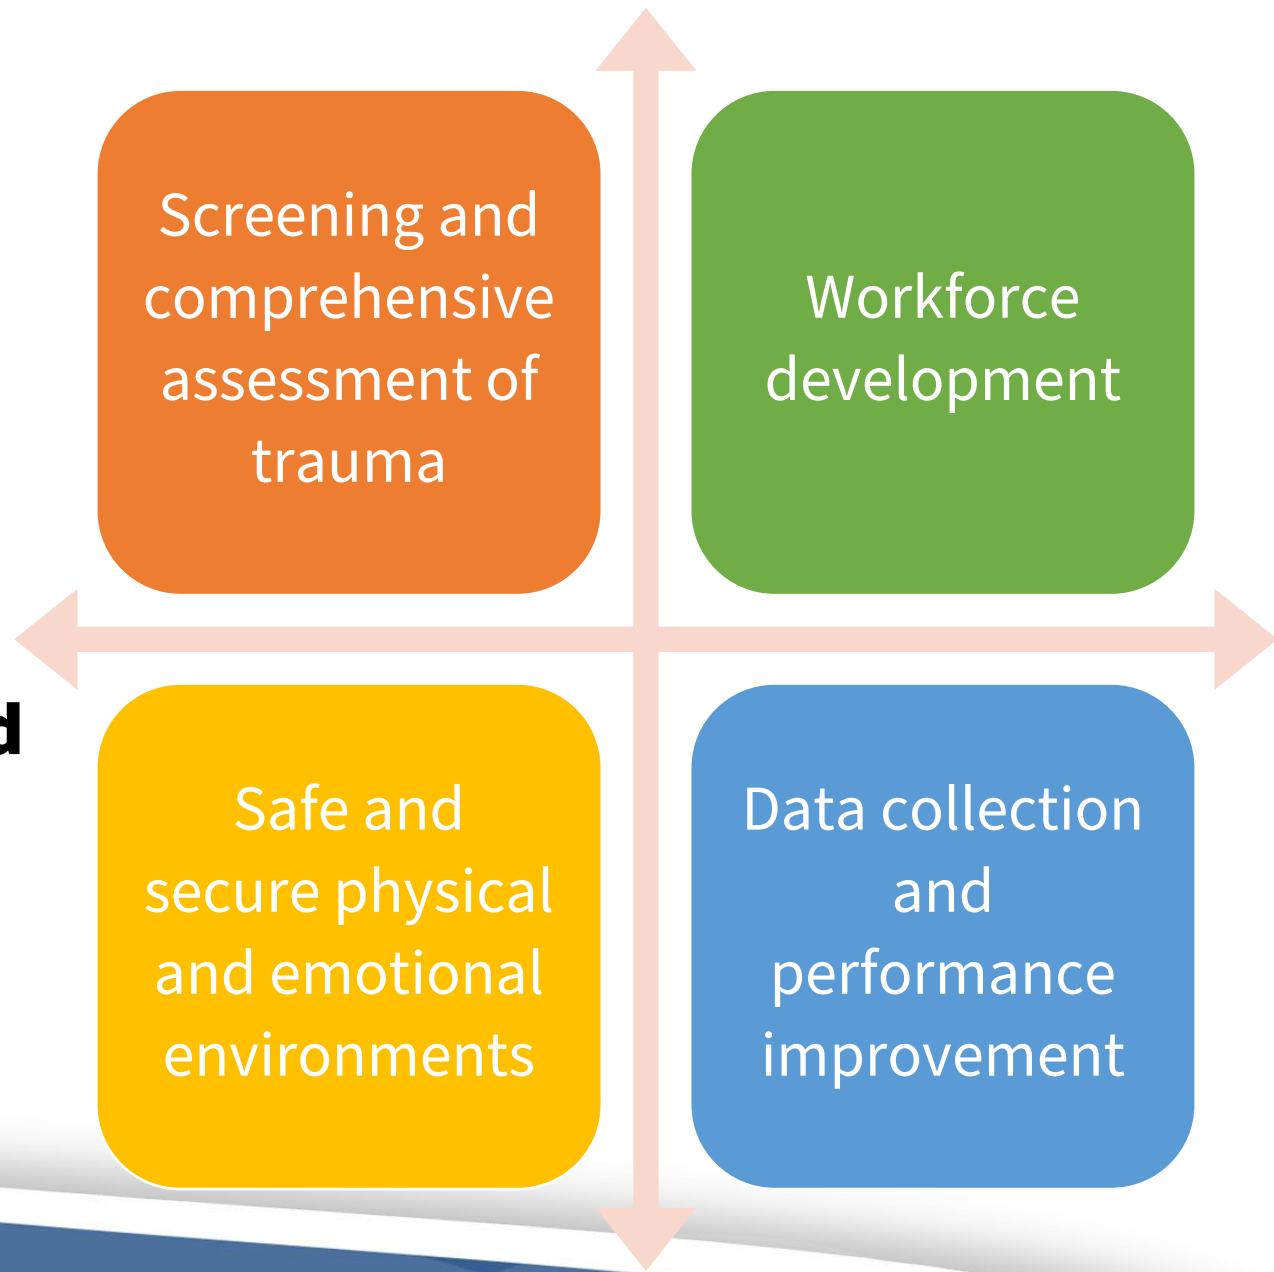 Screening and
comprehensive
assessment of
trauma
Workforce
development
d
Safe and
secure physical
and emotional
environments
Data collection
and
performance
improvement